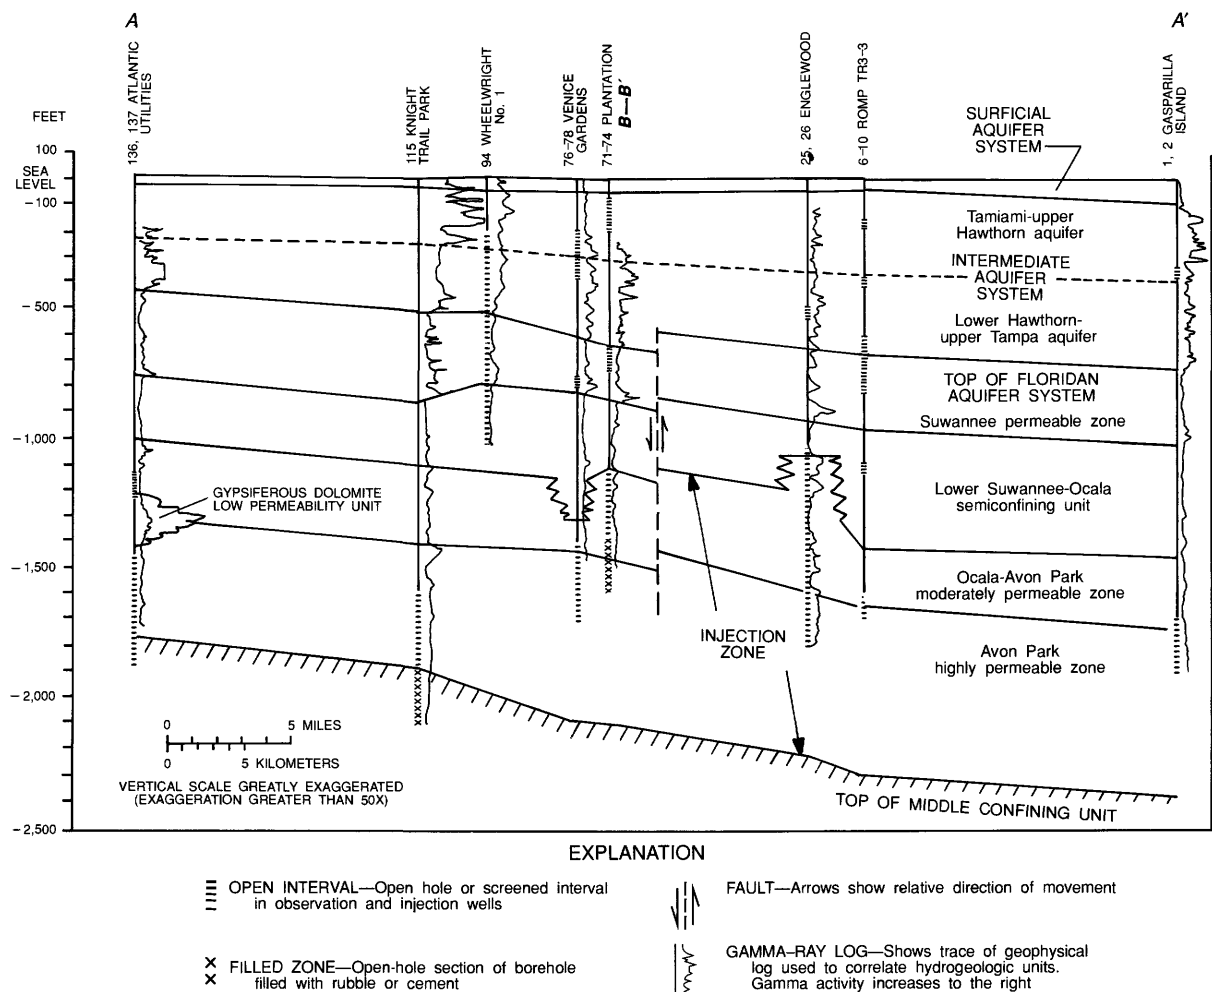 A
A'
136, 137 ATLANTIC
UTILITIES
115 KNIGHT
TRAIL PARK
94 WHEELWRIGHT
No. 1
76-78 VENICE
GARDENS
71-74 PLANTATION
B—B'
25, 26 ENGLEWOOD
6-10 ROMP TR3-3
1, 2 GASPARILLA
ISLAND
FEET
100
SEA
LEVEL
-100
-500
-1,000
-1,500
-2,000
-2,500
SURFICIAL
AQUIFER
SYSTEM
Tamiami-upper
Hawthorn aquifer
INTERMEDIATE
AQUIFER
SYSTEM
Lower Hawthorn-
upper Tampa aquifer
TOP OF FLORIDAN
AQUIFER SYSTEM
Suwannee permeable zone
GYPSIFEROUS DOLOMITE
LOW PERMEABILITY UNIT
Lower Suwannee-Ocala
semiconfining unit
Ocala-Avon Park
moderately permeable zone
INJECTION
ZONE
Avon Park
highly permeable zone
0 5 MILES
0 5 KILOMETERS
VERTICAL SCALE GREATLY EXAGGERATED
(EXAGGERATION GREATER THAN 50X)
TOP OF MIDDLE CONFINING UNIT
EXPLANATION
OPEN INTERVAL—Open hole or screened interval
in observation and injection wells
FILLED ZONE—Open-hole section of borehole
filled with rubble or cement
FAULT—Arrows show relative direction of movement
GAMMA-RAY LOG—Shows trace of geophysical
log used to correlate hydrogeologic units.
Gamma activity increases to the right